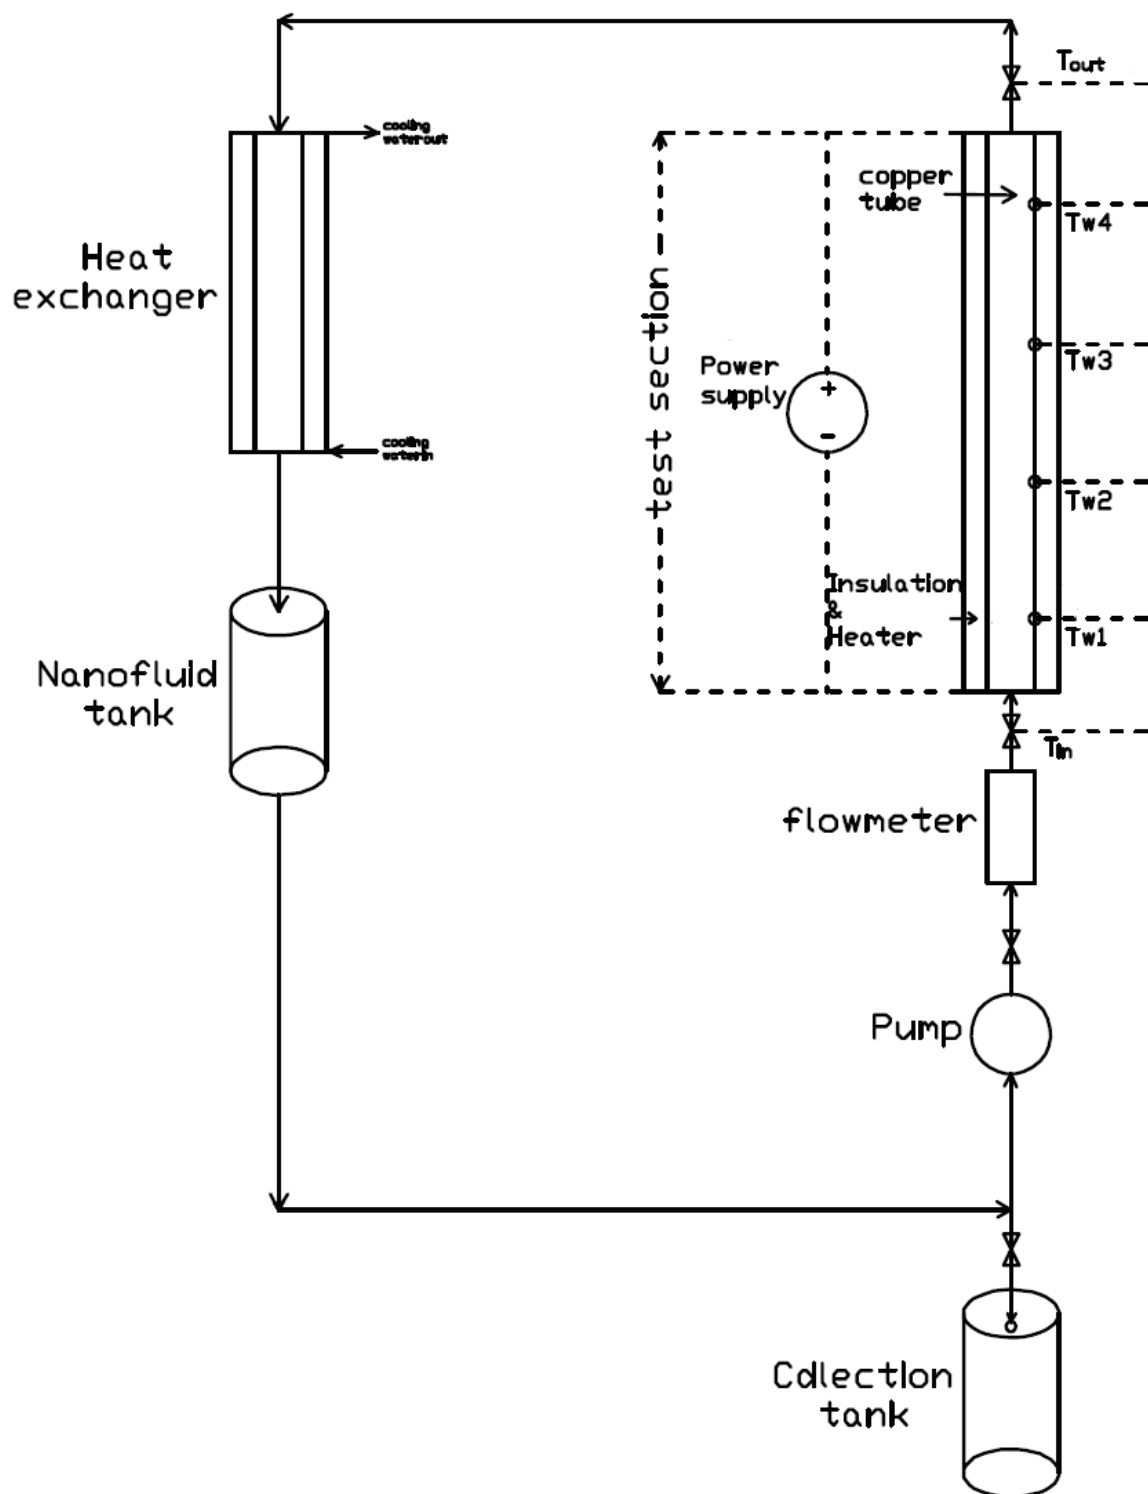 Tout
cooling
waterout
copper
tube
Tw4
Heat
exchanger
test section
Tw3
Power
supply
+
-
cooling
waterin
Tw2
Insulation
&
Heater
Tw1
Nanofluid
tank
Tin
flowmeter
Pump
Cdlection
tank